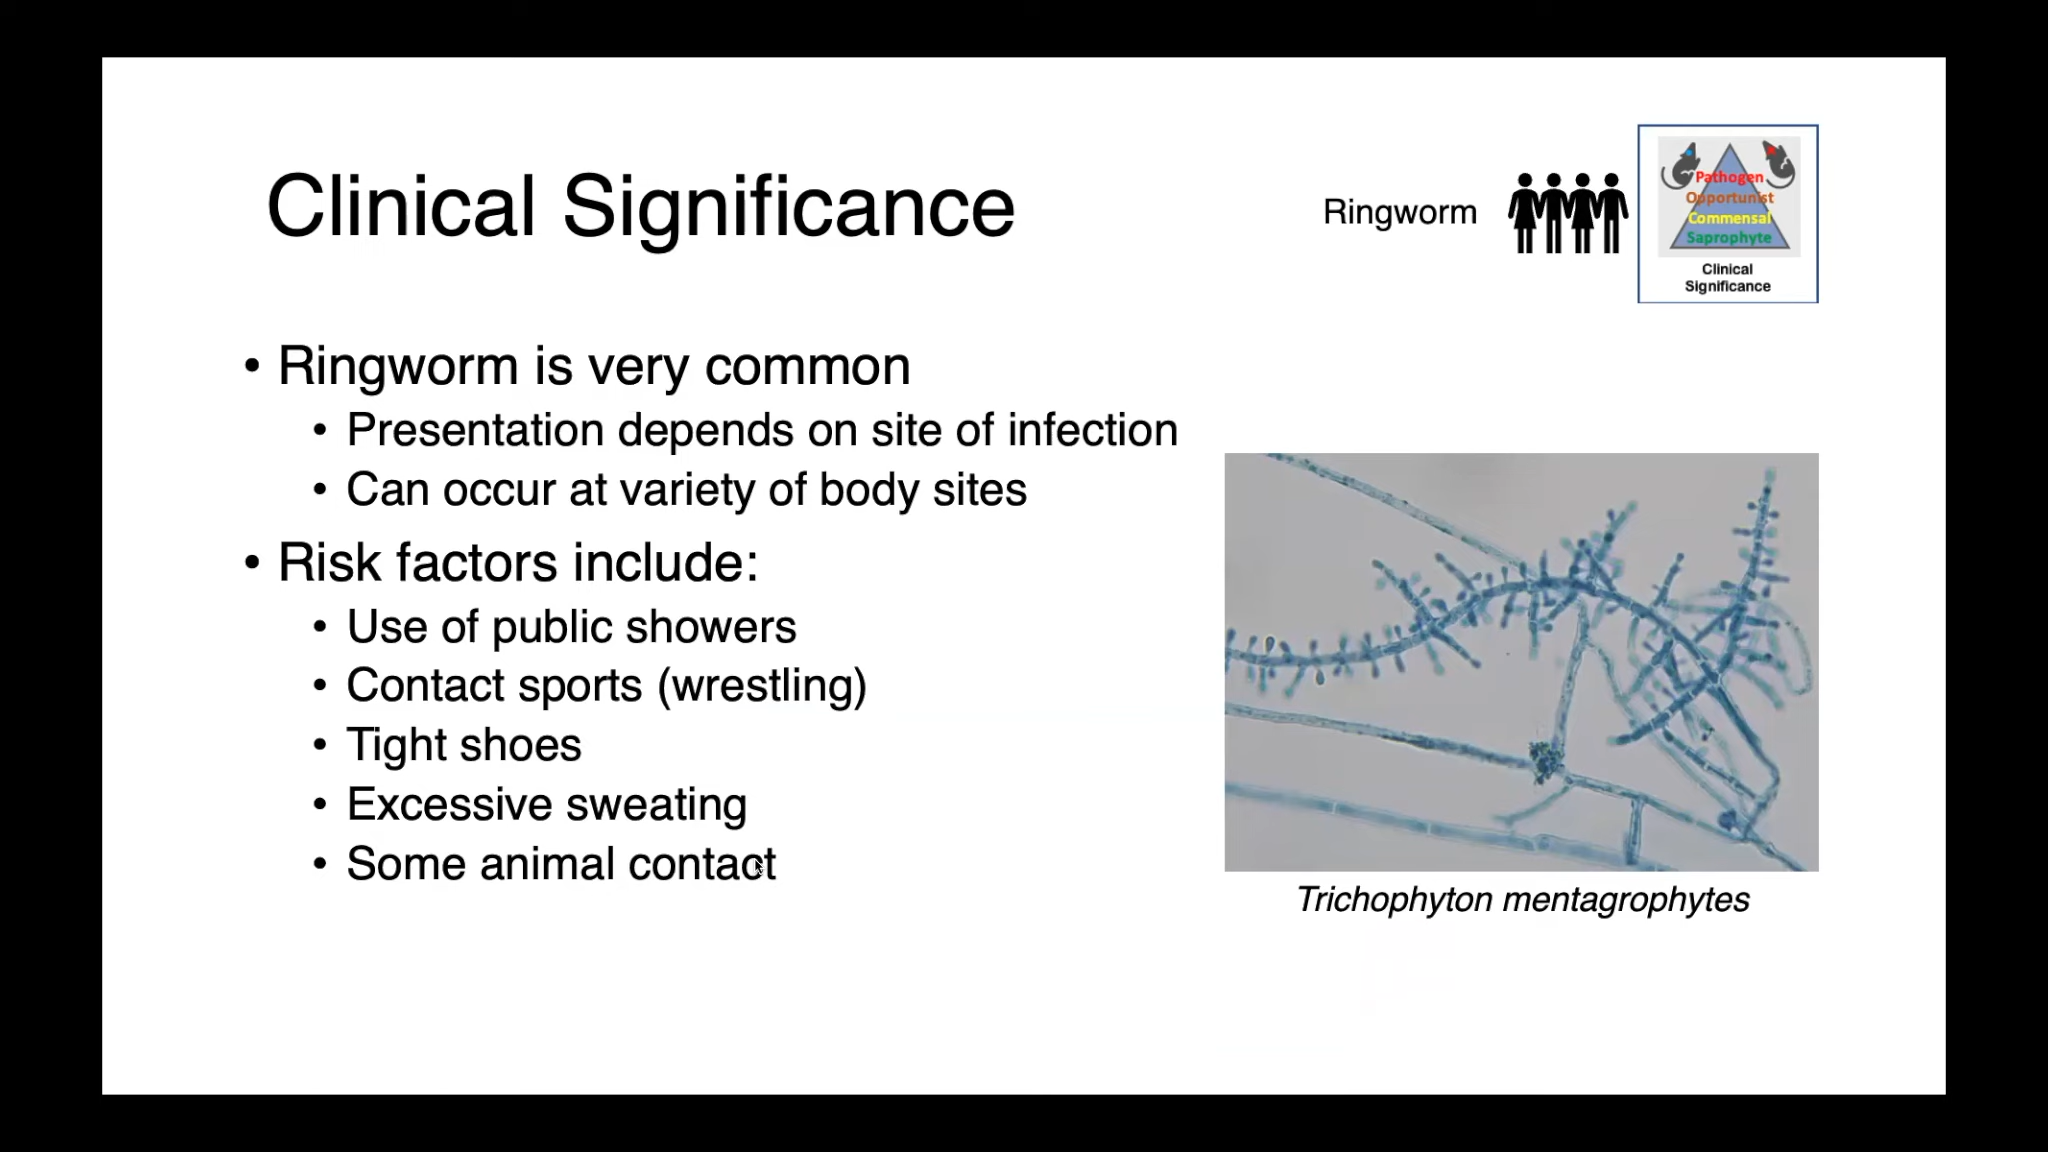 Clinical Significance
Ringworm
Pathogen
Opportunist
Commensal
Saprophyte
Clinical
Significance
• Ringworm is very common
• Presentation depends on site of infection
• Can occur at variety of body sites
• Risk factors include:
• Use of public showers
• Contact sports (wrestling)
• Tight shoes
• Excessive sweating
• Some animal contact
Trichophyton mentagrophytes